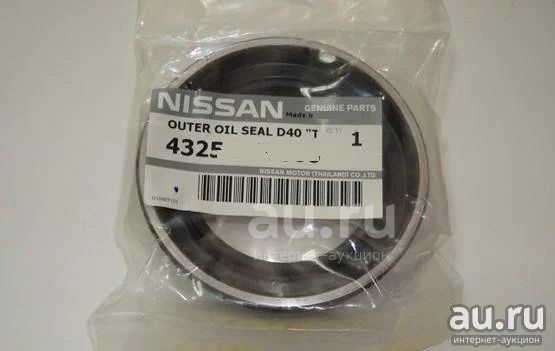 NISSAN
GENUINE PARTS
Made in
OUTER OIL SEAL D40 "T
1
4325
NISSAN MOTOR (THAILAND) CO.,LTD.
au.ru
интернет-аукцион
au.ru
интернет-аукцион